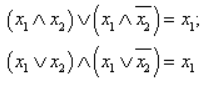 (x₁ ∧ x₂) ∨ (x₁ ∧ x̅₂) = x₁;
(x₁ ∨ x₂) ∧ (x₁ ∨ x̅₂) = x₁